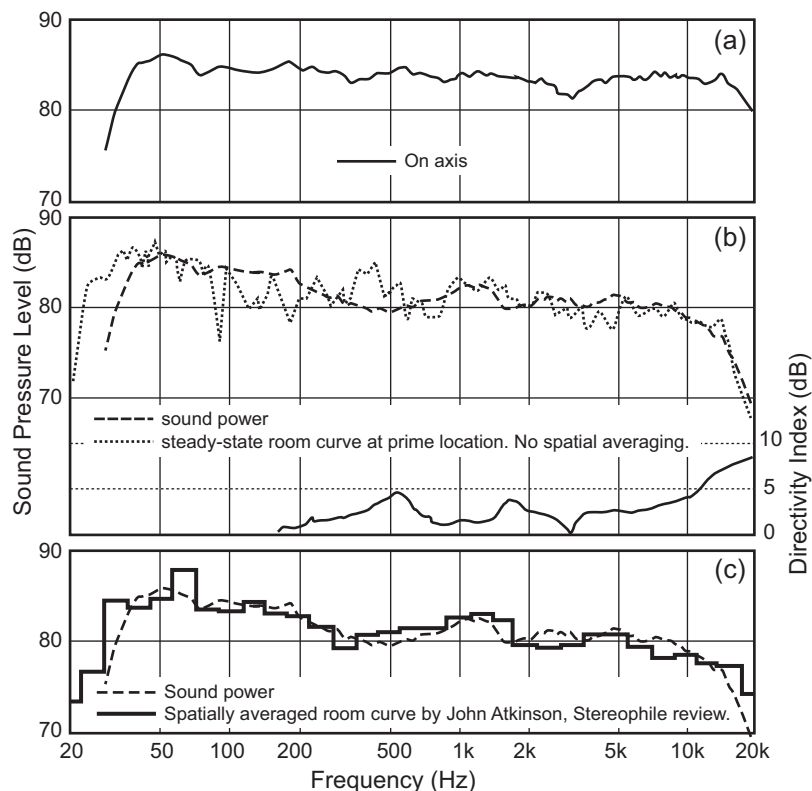 90
(a)
80
On axis
70
90
(b)
80
70
sound power
steady-state room curve at prime location. No spatial averaging.
10
5
0
90
(c)
80
Sound power
Spatially averaged room curve by John Atkinson, Stereophile review.
70
20 50 100 200 500 1k 2k 5k 10k 20k
Frequency (Hz)
Sound Pressure Level (dB)
Directivity Index (dB)